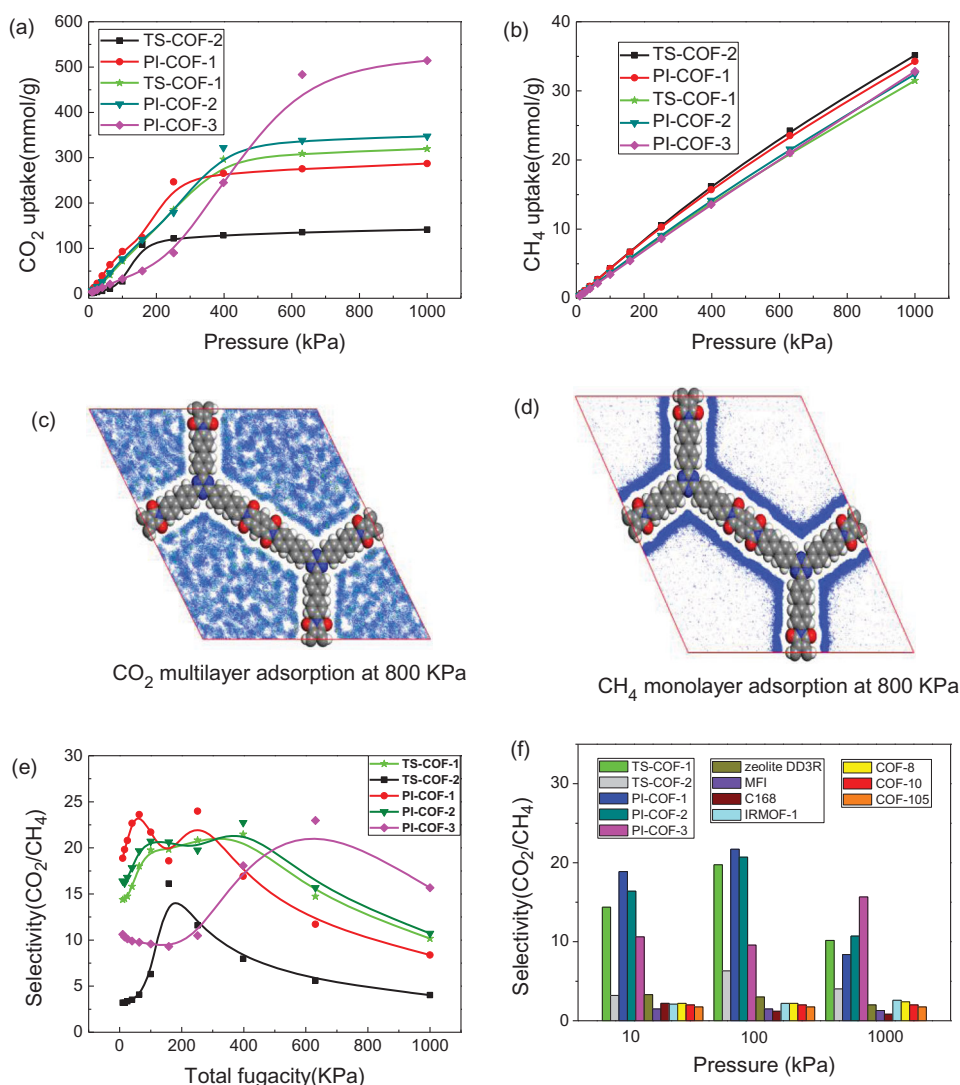 (a)
CO2 uptake(mmol/g)
600
500
400
300
200
100
0
TS-COF-2
PI-COF-1
TS-COF-1
PI-COF-2
PI-COF-3
0 200 400 600 800 1000
Pressure (kPa)
(b)
CH4 uptake(mmol/g)
40
30
20
10
0
TS-COF-2
PI-COF-1
TS-COF-1
PI-COF-2
PI-COF-3
0 200 400 600 800 1000
Pressure (kPa)
(c)
CO2 multilayer adsorption at 800 KPa
(d)
CH4 monolayer adsorption at 800 KPa
(e)
Selectivity(CO2/CH4)
30
25
20
15
10
5
0
TS-COF-1
TS-COF-2
PI-COF-1
PI-COF-2
PI-COF-3
0 200 400 600 800 1000
Total fugacity(KPa)
(f)
Selectivity(CO2/CH4)
30
20
10
0
TS-COF-1
TS-COF-2
PI-COF-1
PI-COF-2
PI-COF-3
zeolite DD3R
MFI
C168
IRMOF-1
COF-8
COF-10
COF-105
10 100 1000
Pressure (kPa)